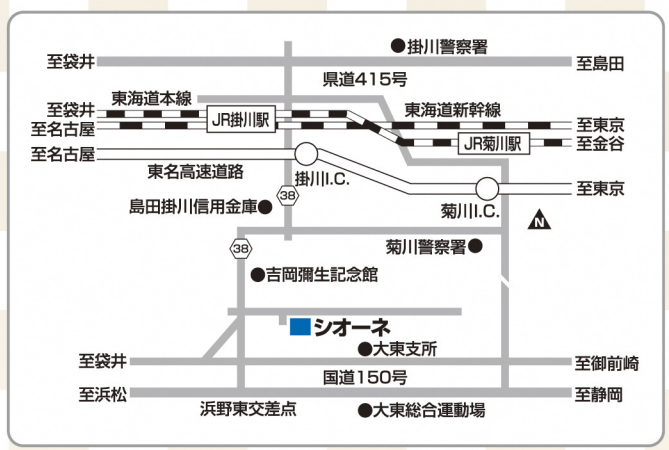 ●掛川警察署
至袋井
至島田
県道415号
東海道本線
至袋井
東海道新幹線
JR掛川駅
至東京
至名古屋
JR菊川駅
至金谷
至名古屋
東名高速道路
掛川I.C.
至東京
38
島田掛川信用金庫●
菊川I.C.
N
38
菊川警察署●
●吉岡彌生記念館
シオーネ
●大東支所
至袋井
至御前崎
国道150号
至浜松
至静岡
浜野東交差点
●大東総合運動場